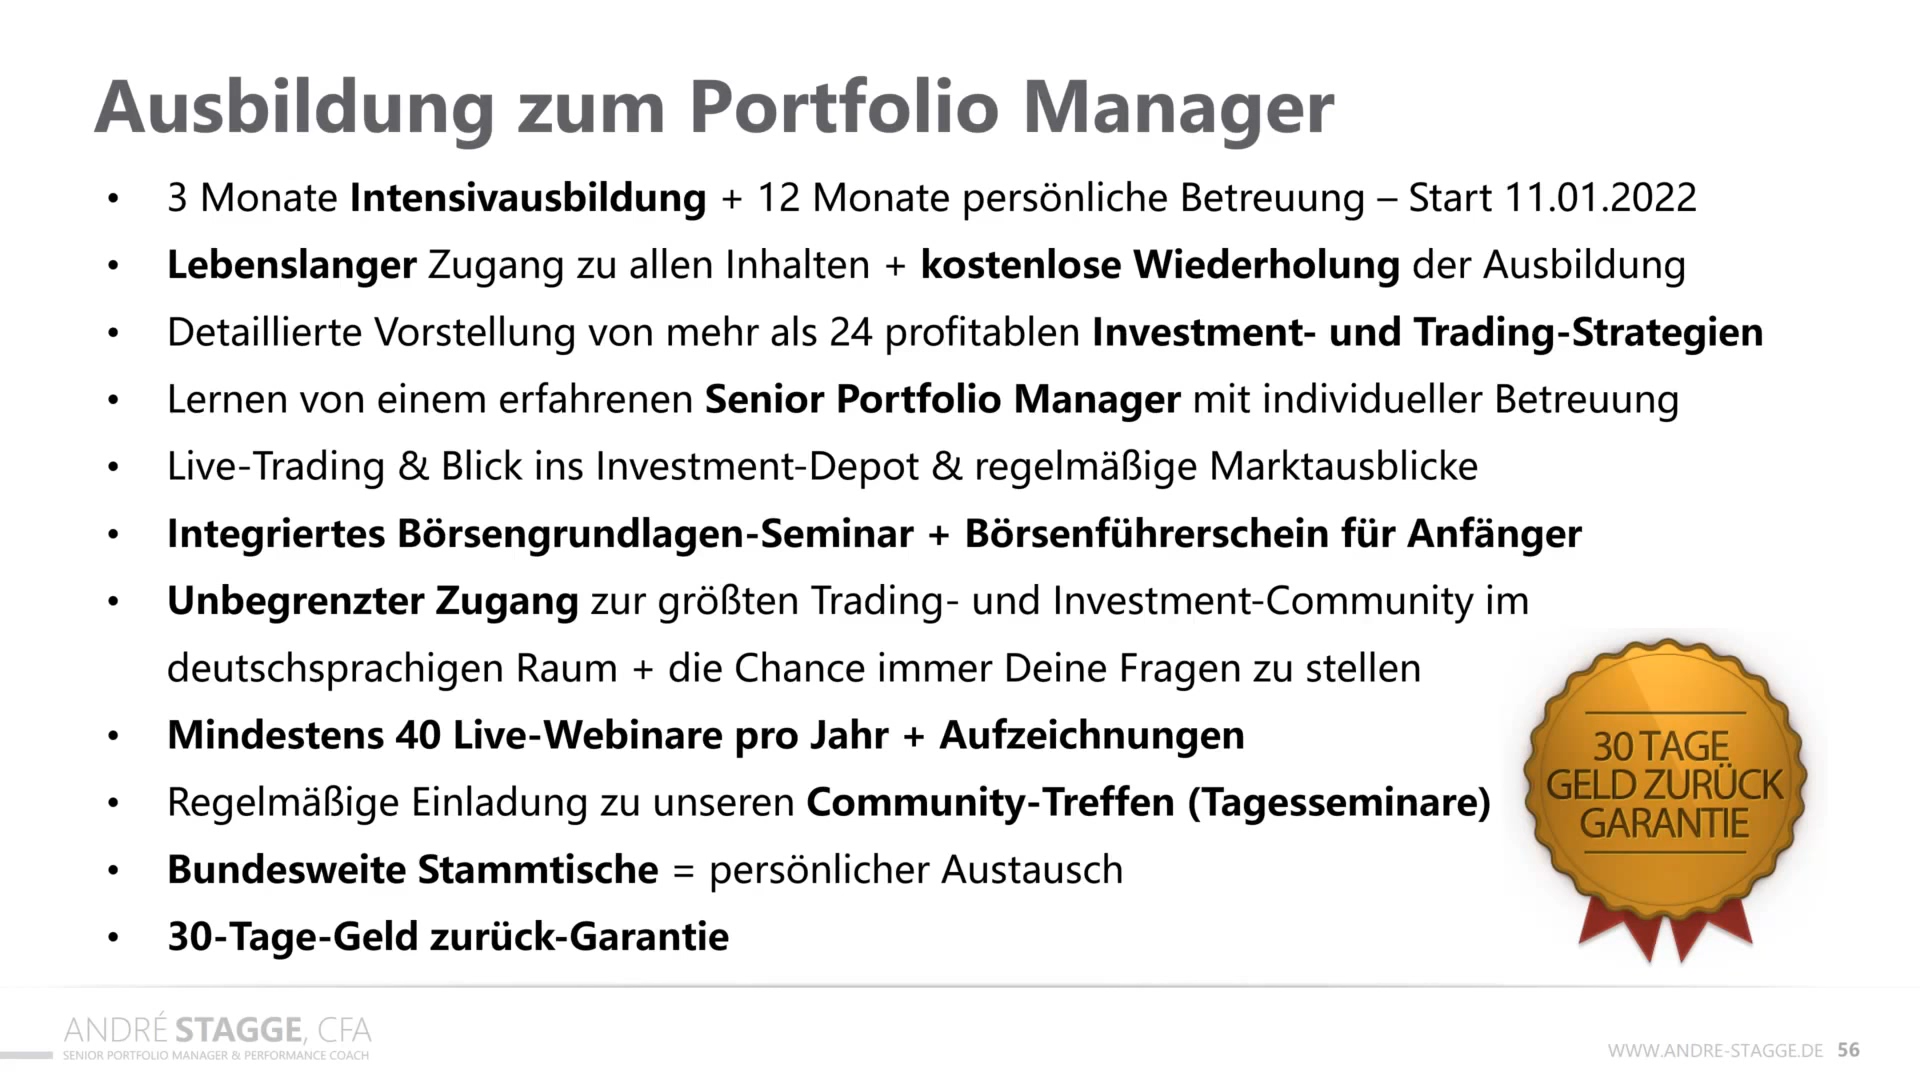 Ausbildung zum Portfolio Manager
• 3 Monate Intensivausbildung + 12 Monate persönliche Betreuung – Start 11.01.2022
• Lebenslanger Zugang zu allen Inhalten + kostenlose Wiederholung der Ausbildung
• Detaillierte Vorstellung von mehr als 24 profitablen Investment- und Trading-Strategien
• Lernen von einem erfahrenen Senior Portfolio Manager mit individueller Betreuung
• Live-Trading & Blick ins Investment-Depot & regelmäßige Marktausblicke
• Integriertes Börsengrundlagen-Seminar + Börsenführerschein für Anfänger
• Unbegrenzter Zugang zur größten Trading- und Investment-Community im
deutschsprachigen Raum + die Chance immer Deine Fragen zu stellen
• Mindestens 40 Live-Webinare pro Jahr + Aufzeichnungen
• Regelmäßige Einladung zu unseren Community-Treffen (Tagesseminare)
• Bundesweite Stammtische = persönlicher Austausch
• 30-Tage-Geld zurück-Garantie
30 TAGE
GELD ZURÜCK
GARANTIE
ANDRÉ STAGGE, CFA
SENIOR PORTFOLIO MANAGER & PERFORMANCE COACH
WWW.ANDRE-STAGGE.DE 56